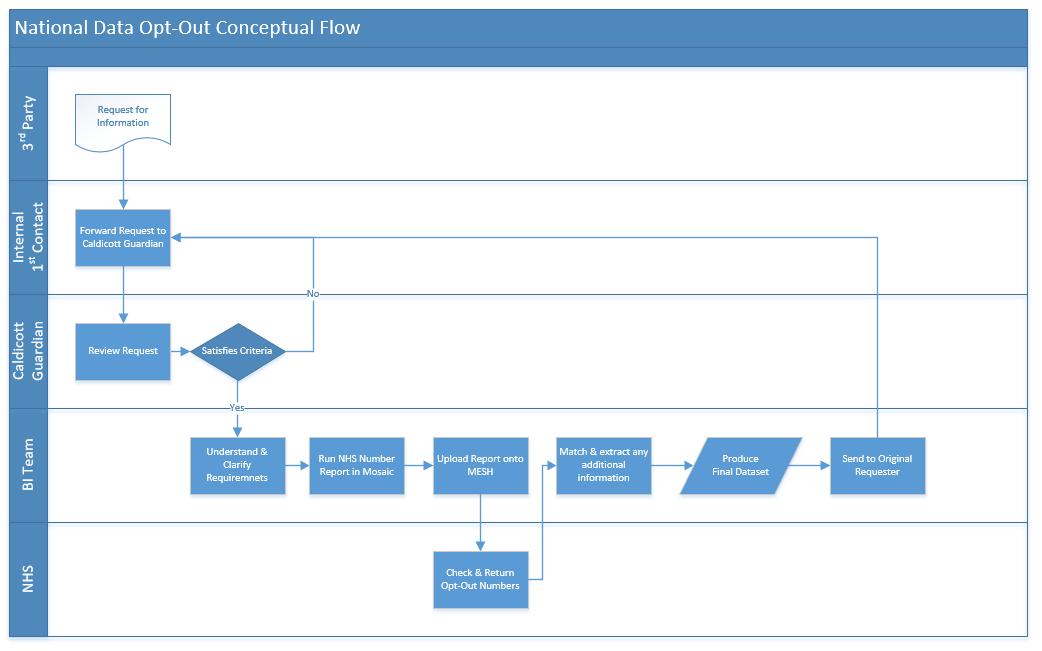 National Data Opt-Out Conceptual Flow
3rd Party
Request for
Information
Internal
1st Contact
Forward Request to
Caldicott Guardian
No
Caldicott
Guardian
Review Request
Satisfies Criteria
Yes
BI Team
Understand &
Clarify
Requiremnets
Run NHS Number
Report in Mosaic
Upload Report onto
MESH
Match & extract any
additional
information
Produce
Final Dataset
Send to Original
Requester
NHS
Check & Return
Opt-Out Numbers